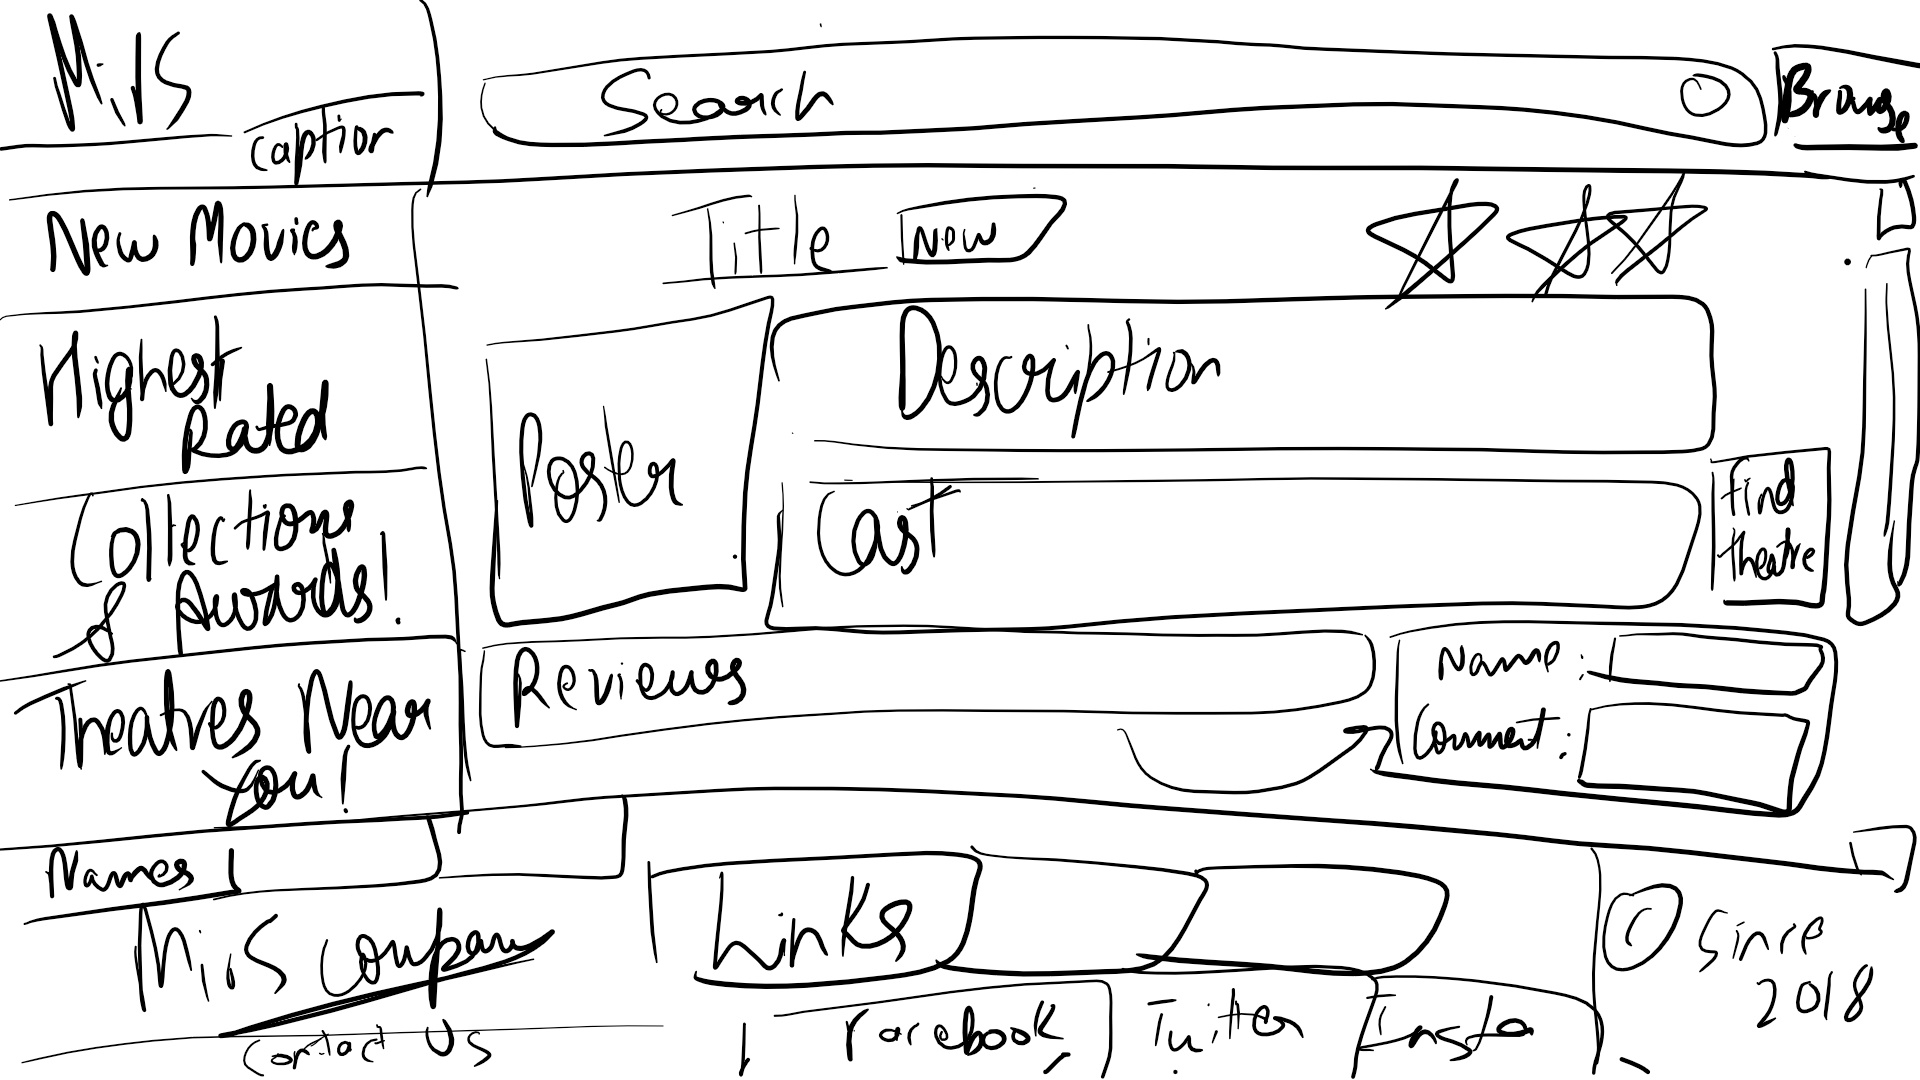 M.I.S
caption
Search
Browse
New Movies
Highest
Rated
Collections
of Awards!
Theatres Near
You!
Title
New
Description
Poster
Cast
find
theatre
Reviews
Name :
Comment :
Names
M.I.S company
Contact Us
Links
Facebook
Twitter
Insta
© Since
2018